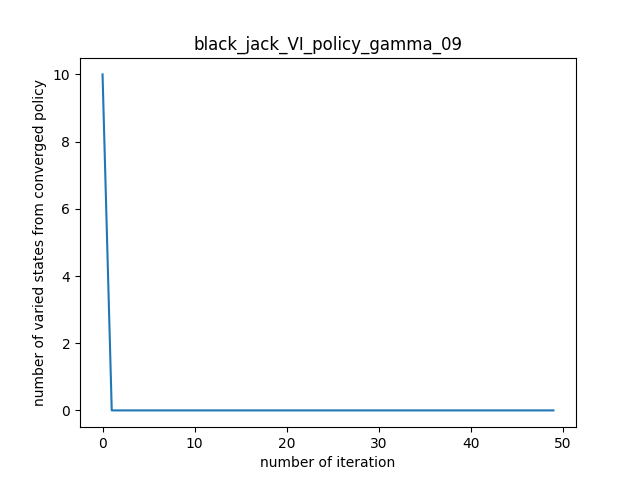 black_jack_VI_policy_gamma_09
number of varied states from converged policy
10
8
6
4
2
0
0 10 20 30 40 50
number of iteration